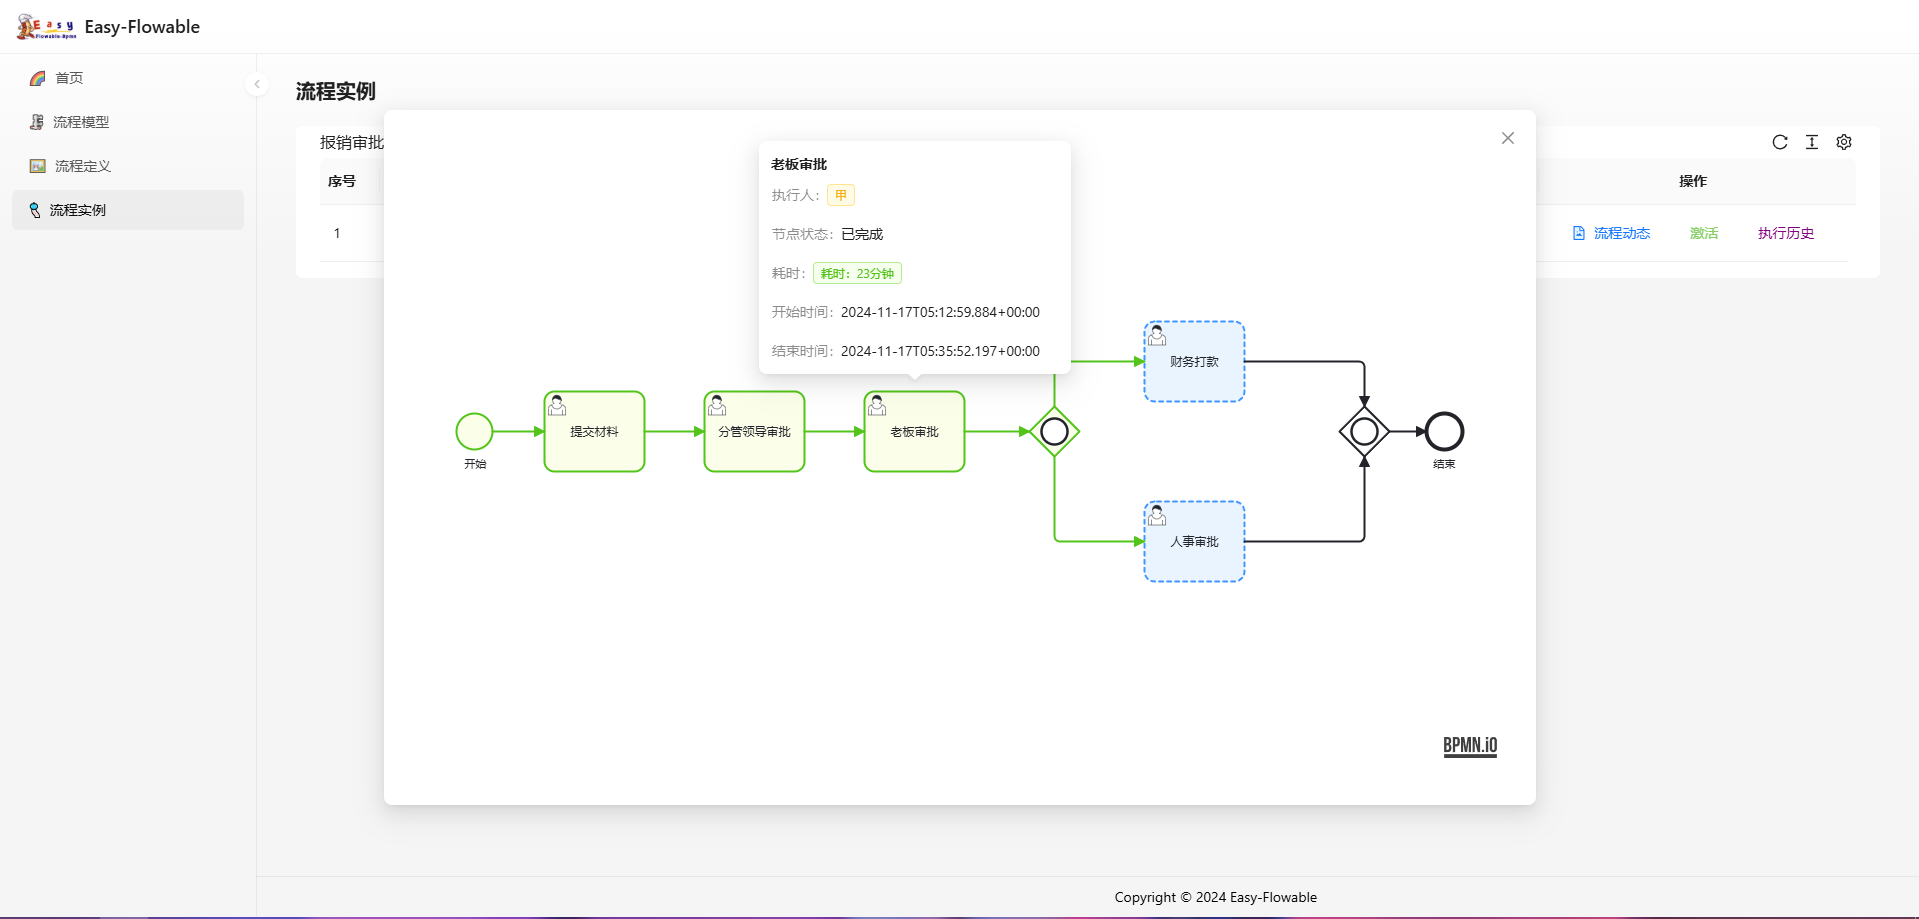 Easy
Flowable-Bpmn
Easy-Flowable
首页
流程模型
流程定义
流程实例
流程实例
报销审批
序号
操作
1
流程动态
激活
执行历史
老板审批
执行人：
甲
节点状态：
已完成
耗时：
耗时：23分钟
开始时间：
2024-11-17T05:12:59.884+00:00
结束时间：
2024-11-17T05:35:52.197+00:00
开始
提交材料
分管领导审批
老板审批
财务打款
人事审批
结束
BPMN.iO
Copyright © 2024 Easy-Flowable